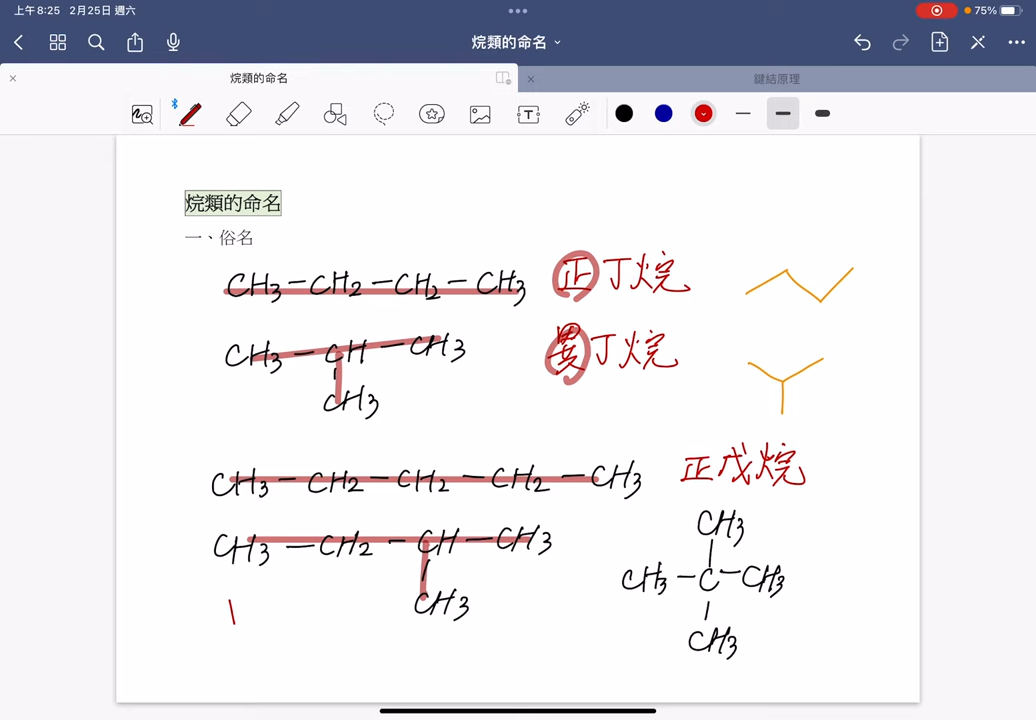 上午8:25 2月25日 週六
75%
烷類的命名
烷類的命名
鍵結原理
T
烷類的命名
一、俗名
CH3-CH2-CH2-CH3 正丁烷
CH3-CH-CH3 異丁烷
CH3
CH3-CH2-CH2-CH2-CH3 正戊烷
CH3-CH2-CH-CH3
CH3
CH3
CH3-C-CH3
CH3